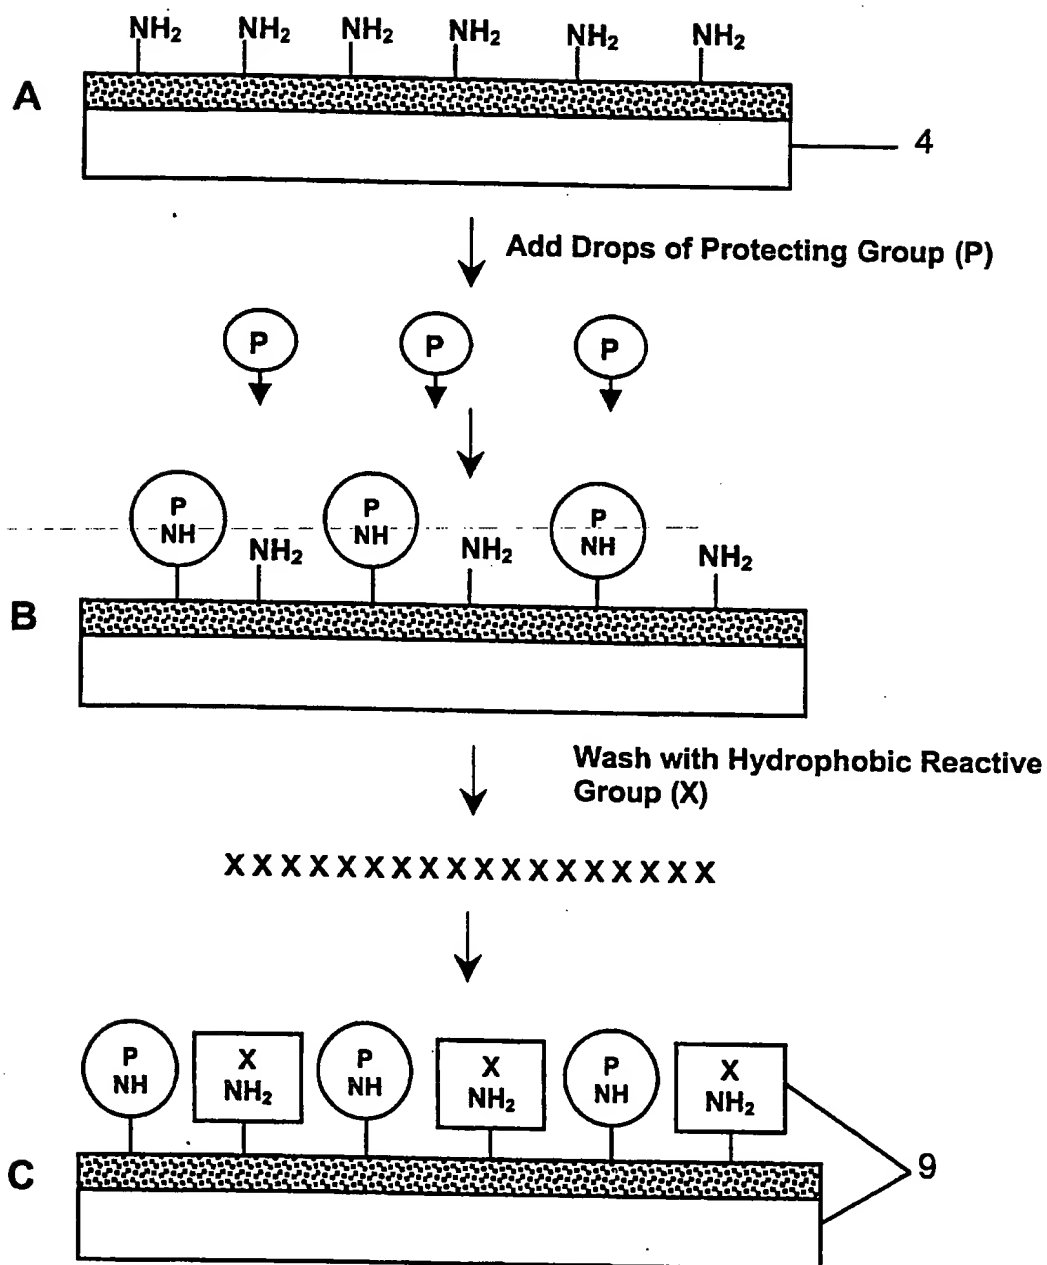 NH₂ NH₂ NH₂ NH₂ NH₂ NH₂
A
4
Add Drops of Protecting Group (P)
P P P
P P P
NH NH NH
NH₂ NH₂ NH₂
B
Wash with Hydrophobic Reactive
Group (X)
X X X X X X X X X X X X X X X X X X
P X P X P X
NH NH₂ NH NH₂ NH NH₂
C
9